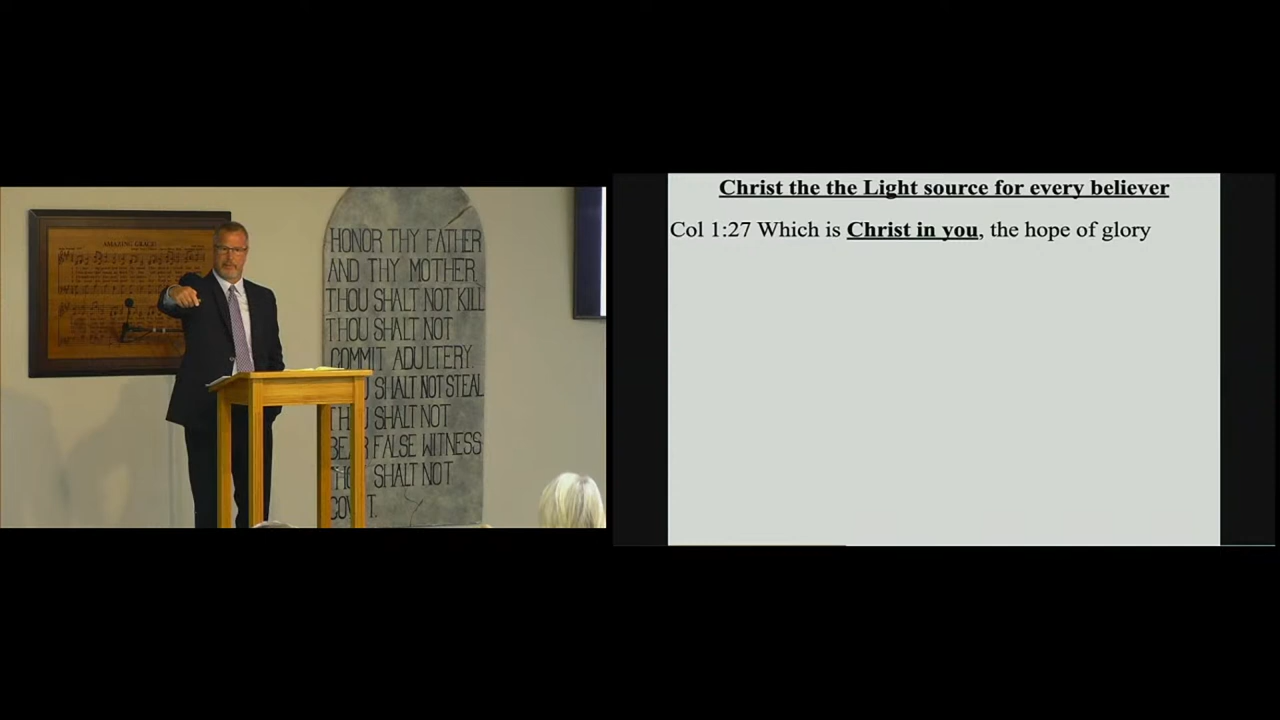 AMAZING GRACE
HONOR THY FATHER
AND THY MOTHER
THOU SHALT NOT KILL
THOU SHALT NOT
COMMIT ADULTERY.
SHALT NOT STEAL
SHALT NOT
BEAR FALSE WITNESS
SHALT NOT
Christ the the Light source for every believer
Col 1:27 Which is Christ in you, the hope of glory